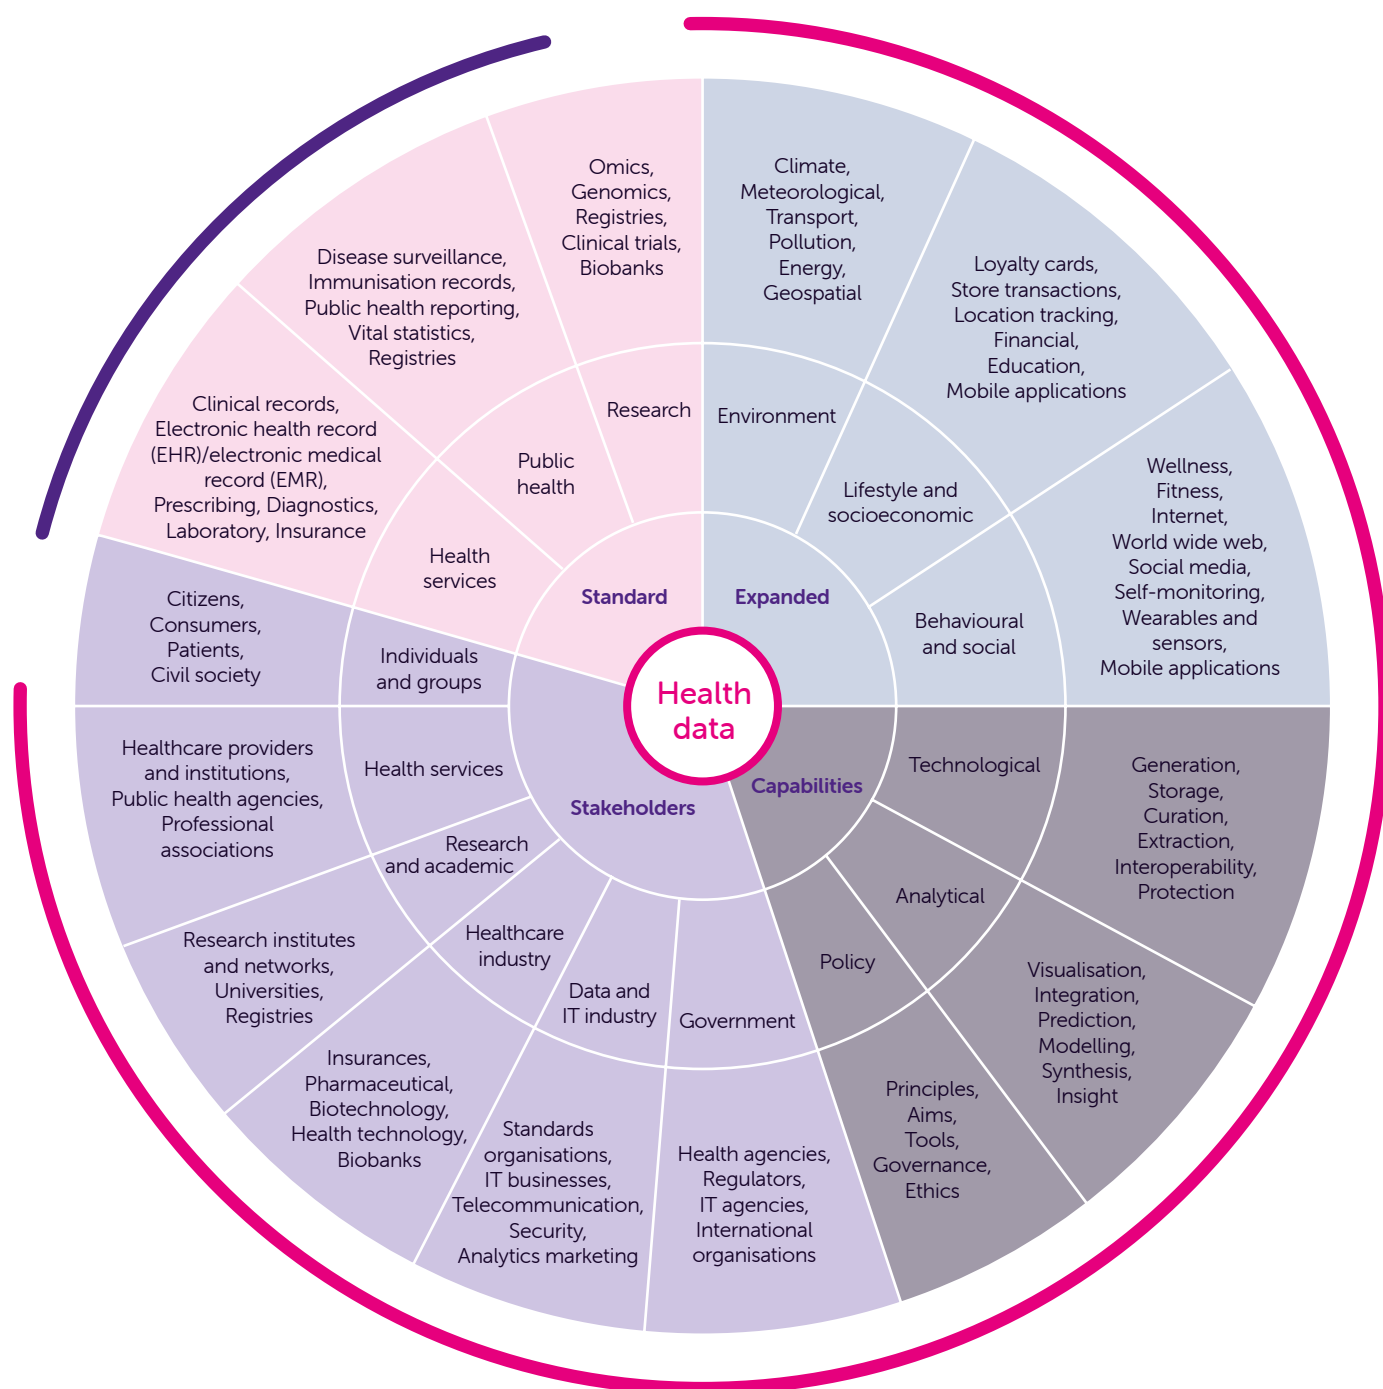 Health
data
Standard
Expanded
Capabilities
Stakeholders
Research
Omics,
Genomics,
Registries,
Clinical trials,
Biobanks
Public
health
Disease surveillance,
Immunisation records,
Public health reporting,
Vital statistics,
Registries
Health
services
Clinical records,
Electronic health record
(EHR)/electronic medical
record (EMR),
Prescribing, Diagnostics,
Laboratory, Insurance
Environment
Climate,
Meteorological,
Transport,
Pollution,
Energy,
Geospatial
Lifestyle and
socioeconomic
Loyalty cards,
Store transactions,
Location tracking,
Financial,
Education,
Mobile applications
Behavioural
and social
Wellness,
Fitness,
Internet,
World wide web,
Social media,
Self-monitoring,
Wearables and
sensors,
Mobile applications
Technological
Generation,
Storage,
Curation,
Extraction,
Interoperability,
Protection
Analytical
Visualisation,
Integration,
Prediction,
Modelling,
Synthesis,
Insight
Policy
Principles,
Aims,
Tools,
Governance,
Ethics
Government
Health agencies,
Regulators,
IT agencies,
International
organisations
Data and
IT industry
Standards
organisations,
IT businesses,
Telecommunication,
Security,
Analytics marketing
Healthcare
industry
Insurances,
Pharmaceutical,
Biotechnology,
Health technology,
Biobanks
Research
and academic
Research institutes
and networks,
Universities,
Registries
Health services
Healthcare providers
and institutions,
Public health agencies,
Professional
associations
Individuals
and groups
Citizens,
Consumers,
Patients,
Civil society